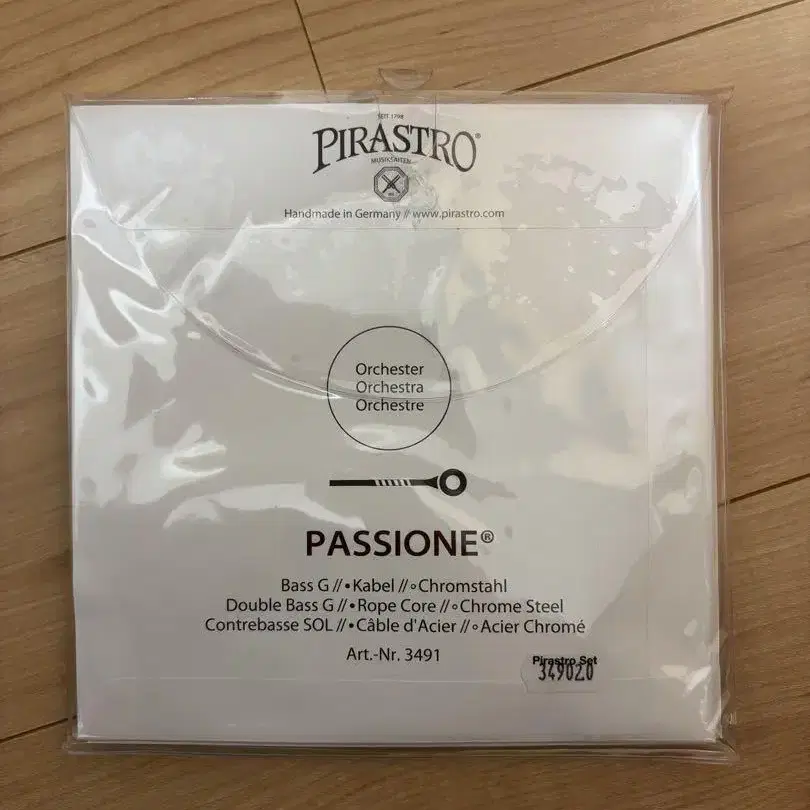 SEIT 1798
PIRASTRO®
MUSIKSAITEN
Handmade in Germany // www.pirastro.com
Orchester
Orchestra
Orchestre
PASSIONE®
Bass G //•Kabel //∘Chromstahl
Double Bass G //•Rope Core //∘Chrome Steel
Contrebasse SOL //•Câble d'Acier //∘Acier Chromé
Art.-Nr. 3491
Pirastro Set
349020